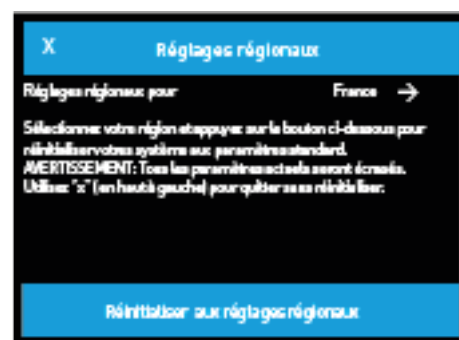 X Réglages régionaux
Réglages régionaux pour France →
Sélectionnez votre région et appuyez sur le bouton ci-dessous pour
réinitialiser votre système aux paramètres standard.
AVERTISSEMENT: Tous les paramètres actuels seront écrasés.
Utilisez "x" (en haut à gauche) pour quitter sans réinitialiser.
Réinitialiser aux réglages régionaux